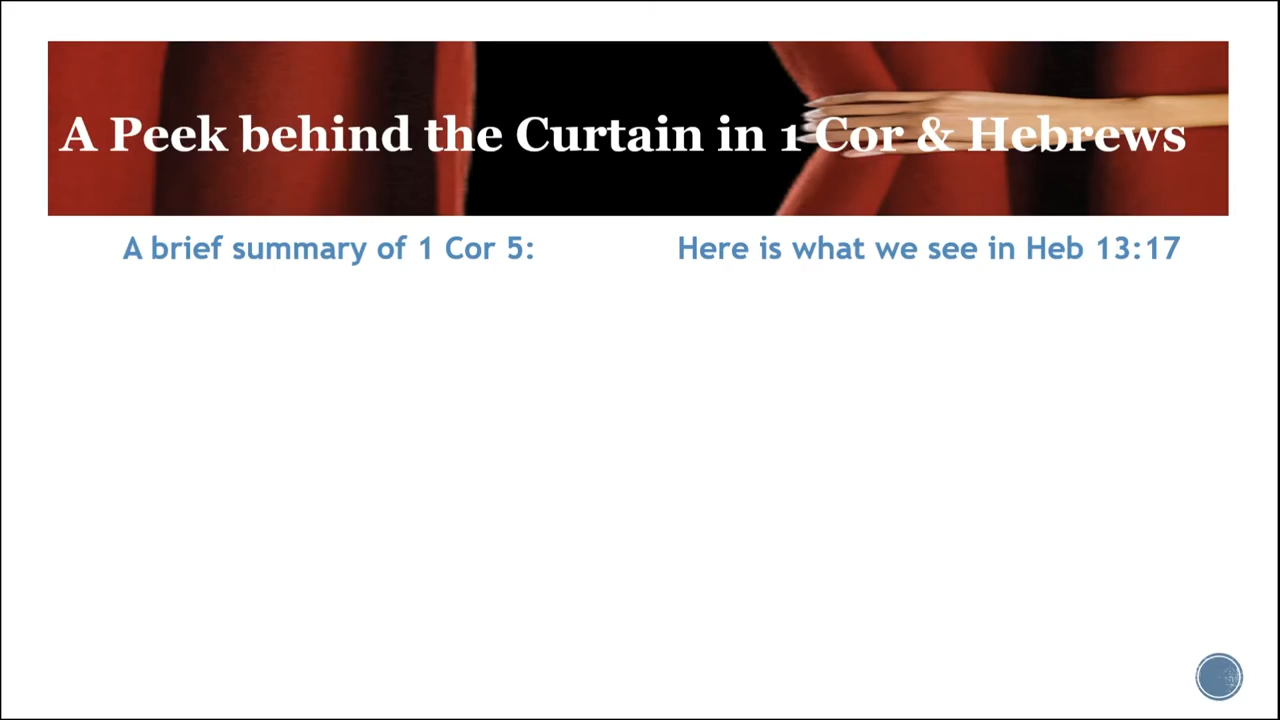 A Peek behind the Curtain in 1 Cor & Hebrews
A brief summary of 1 Cor 5:
Here is what we see in Heb 13:17